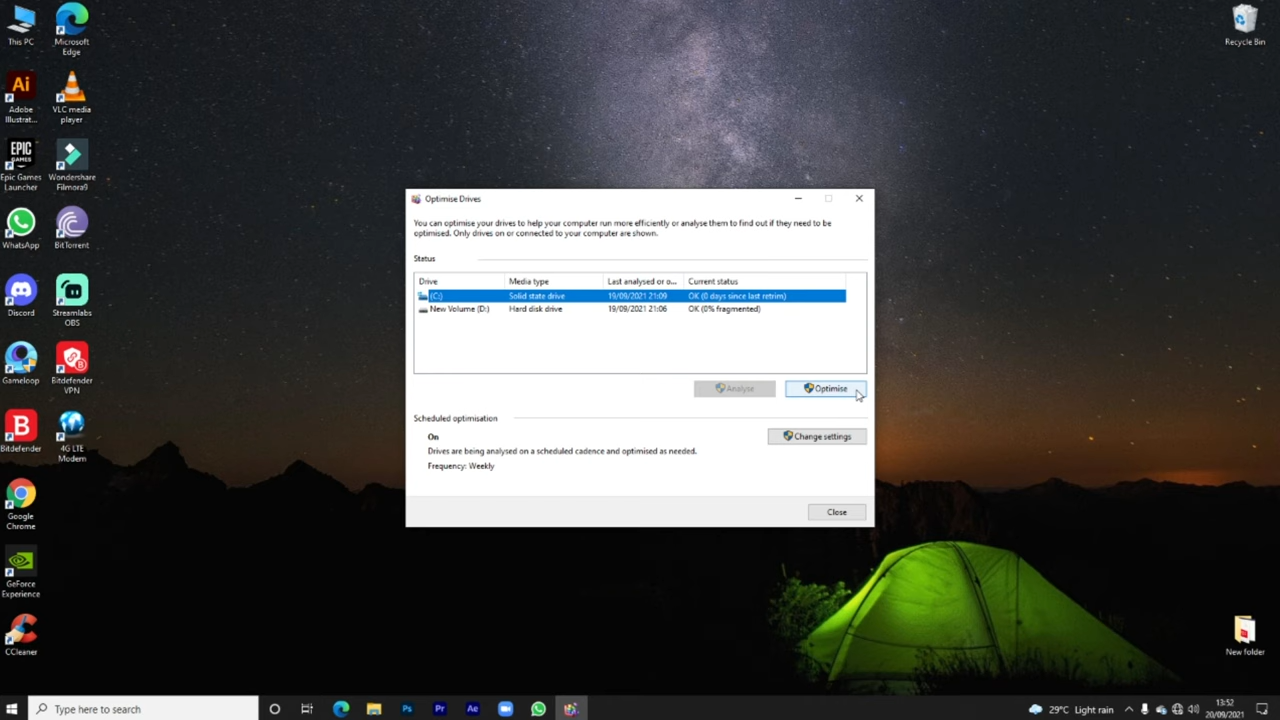 This PC
Microsoft
Edge
Recycle Bin
Ai
Adobe
Illustrat...
VLC media
player
EPIC
GAMES
Epic Games
Launcher
Wondershare
Filmora9
WhatsApp
BitTorrent
Discord
Streamlabs
OBS
Gameloop
Bitdefender
VPN
B
Bitdefender
4G LTE
Modem
Google
Chrome
GeForce
Experience
CCleaner
New folder
Optimise Drives
You can optimise your drives to help your computer run more efficiently or analyse them to find out if they need to be
optimised. Only drives on or connected to your computer are shown.
Status
Drive Media type Last analysed or o... Current status
(C:) Solid state drive 19/09/2021 21:09 OK (0 days since last retrim)
New Volume (D:) Hard disk drive 19/09/2021 21:06 OK (0% fragmented)
Analyse Optimise
Scheduled optimisation
On
Change settings
Drives are being analysed on a scheduled cadence and optimised as needed.
Frequency: Weekly
Close
Type here to search
Ps Pr Ae
29°C Light rain
13:52
20/09/2021